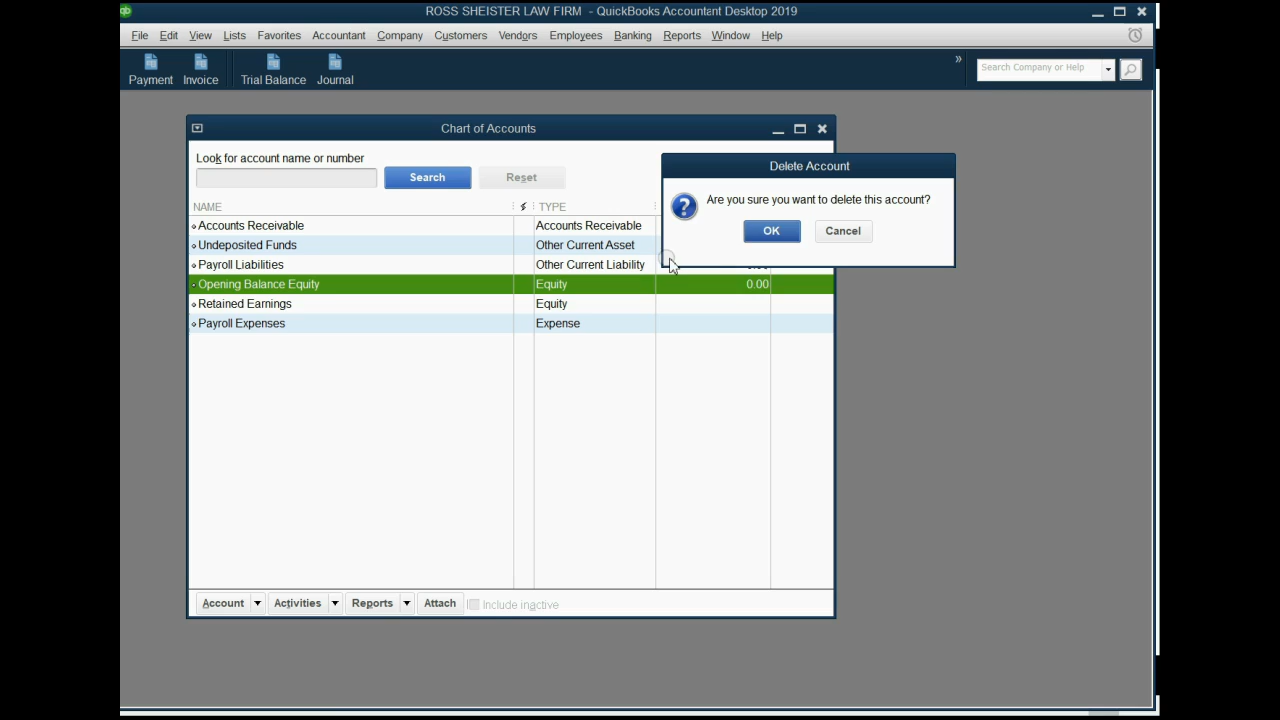 ROSS SHEISTER LAW FIRM - QuickBooks Accountant Desktop 2019
File Edit View Lists Favorites Accountant Company Customers Vendors Employees Banking Reports Window Help
Payment Invoice Trial Balance Journal
» Search Company or Help
Chart of Accounts
Look for account name or number
Search Reset
NAME TYPE
Accounts Receivable Accounts Receivable
Undeposited Funds Other Current Asset
Payroll Liabilities Other Current Liability
Opening Balance Equity Equity 0.00
Retained Earnings Equity
Payroll Expenses Expense
Account Activities Reports Attach Include inactive
Delete Account
? Are you sure you want to delete this account?
OK Cancel